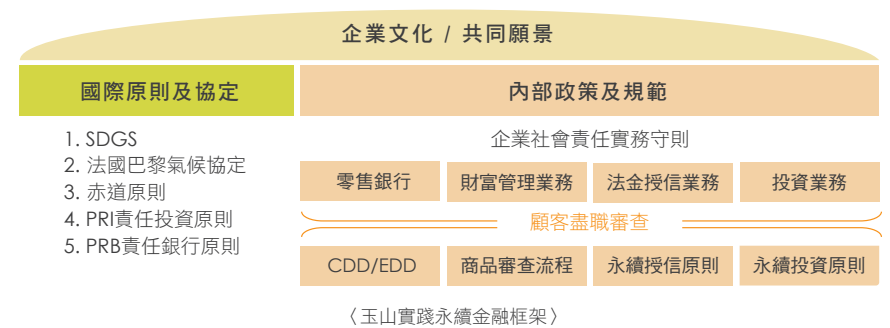 企業文化 / 共同願景
國際原則及協定
1. SDGS
2. 法國巴黎氣候協定
3. 赤道原則
4. PRI責任投資原則
5. PRB責任銀行原則
內部政策及規範
企業社會責任實務守則
零售銀行 財富管理業務 法金授信業務 投資業務
顧客盡職審查
CDD/EDD 商品審查流程 永續授信原則 永續投資原則
〈玉山實踐永續金融框架〉